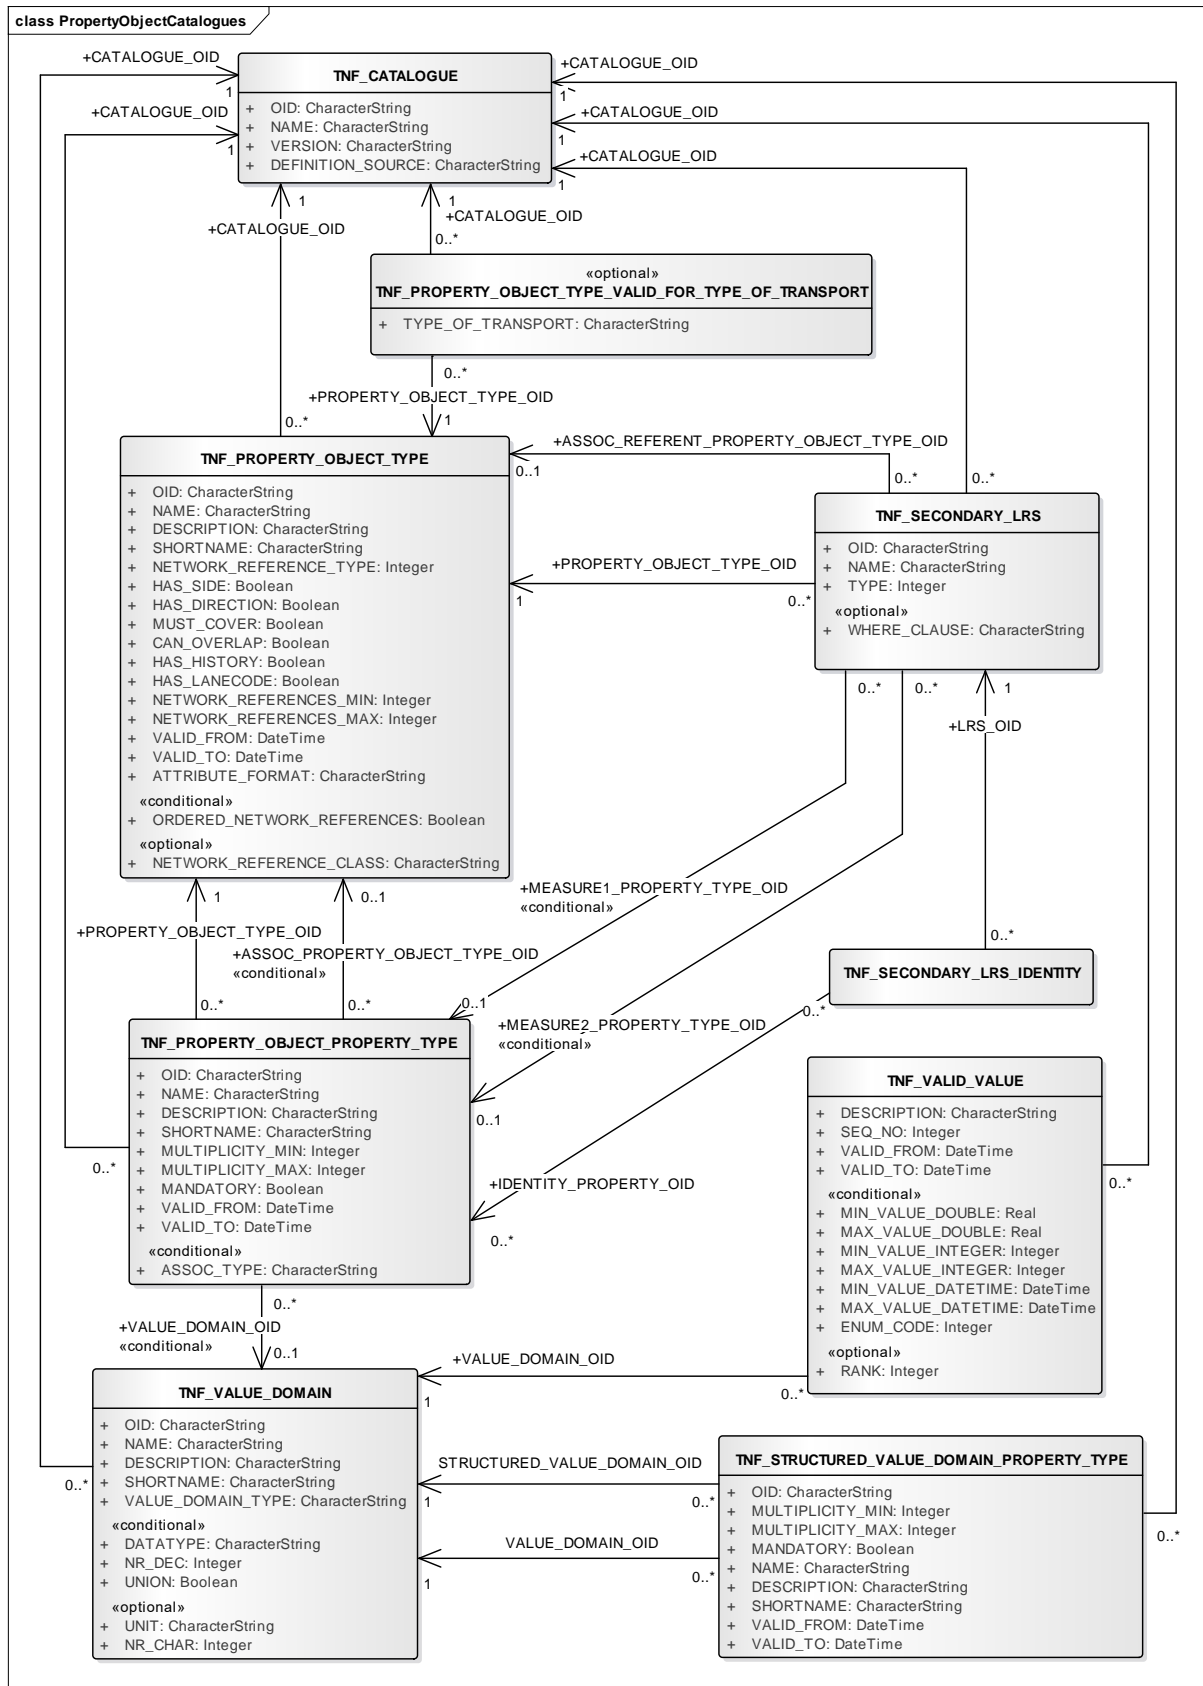 class PropertyObjectCatalogues
+CATALOGUE_OID
1
+CATALOGUE_OID
1
TNF_CATALOGUE
+ OID: CharacterString
+ NAME: CharacterString
+ VERSION: CharacterString
+ DEFINITION_SOURCE: CharacterString
+CATALOGUE_OID
1
+CATALOGUE_OID
1
+CATALOGUE_OID
1
1
+CATALOGUE_OID
0..*
1
+CATALOGUE_OID
0..*
«optional»
TNF_PROPERTY_OBJECT_TYPE_VALID_FOR_TYPE_OF_TRANSPORT
+ TYPE_OF_TRANSPORT: CharacterString
0..*
+PROPERTY_OBJECT_TYPE_OID
1
TNF_PROPERTY_OBJECT_TYPE
+ OID: CharacterString
+ NAME: CharacterString
+ DESCRIPTION: CharacterString
+ SHORTNAME: CharacterString
+ NETWORK_REFERENCE_TYPE: Integer
+ HAS_SIDE: Boolean
+ HAS_DIRECTION: Boolean
+ MUST_COVER: Boolean
+ CAN_OVERLAP: Boolean
+ HAS_HISTORY: Boolean
+ HAS_LANECODE: Boolean
+ NETWORK_REFERENCES_MIN: Integer
+ NETWORK_REFERENCES_MAX: Integer
+ VALID_FROM: DateTime
+ VALID_TO: DateTime
+ ATTRIBUTE_FORMAT: CharacterString
«conditional»
+ ORDERED_NETWORK_REFERENCES: Boolean
«optional»
+ NETWORK_REFERENCE_CLASS: CharacterString
+ASSOC_REFERENT_PROPERTY_OBJECT_TYPE_OID
0..1
0..*
0..*
+PROPERTY_OBJECT_TYPE_OID
1
0..*
TNF_SECONDARY_LRS
+ OID: CharacterString
+ NAME: CharacterString
+ TYPE: Integer
«optional»
+ WHERE_CLAUSE: CharacterString
0..*
0..*
1
+LRS_OID
0..*
TNF_SECONDARY_LRS_IDENTITY
0..*
+MEASURE1_PROPERTY_TYPE_OID
«conditional»
0..1
+MEASURE2_PROPERTY_TYPE_OID
«conditional»
0..1
+IDENTITY_PROPERTY_OID
0..*
1
+PROPERTY_OBJECT_TYPE_OID
0..*
0..1
+ASSOC_PROPERTY_OBJECT_TYPE_OID
«conditional»
0..*
TNF_PROPERTY_OBJECT_PROPERTY_TYPE
+ OID: CharacterString
+ NAME: CharacterString
+ DESCRIPTION: CharacterString
+ SHORTNAME: CharacterString
+ MULTIPLICITY_MIN: Integer
+ MULTIPLICITY_MAX: Integer
+ MANDATORY: Boolean
+ VALID_FROM: DateTime
+ VALID_TO: DateTime
«conditional»
+ ASSOC_TYPE: CharacterString
0..*
0..*
+VALUE_DOMAIN_OID
«conditional»
0..1
TNF_VALID_VALUE
+ DESCRIPTION: CharacterString
+ SEQ_NO: Integer
+ VALID_FROM: DateTime
+ VALID_TO: DateTime
«conditional»
+ MIN_VALUE_DOUBLE: Real
+ MAX_VALUE_DOUBLE: Real
+ MIN_VALUE_INTEGER: Integer
+ MAX_VALUE_INTEGER: Integer
+ MIN_VALUE_DATETIME: DateTime
+ MAX_VALUE_DATETIME: DateTime
+ ENUM_CODE: Integer
«optional»
+ RANK: Integer
0..*
+VALUE_DOMAIN_OID
1
0..*
TNF_VALUE_DOMAIN
+ OID: CharacterString
+ NAME: CharacterString
+ DESCRIPTION: CharacterString
+ SHORTNAME: CharacterString
+ VALUE_DOMAIN_TYPE: CharacterString
«conditional»
+ DATATYPE: CharacterString
+ NR_DEC: Integer
+ UNION: Boolean
«optional»
+ UNIT: CharacterString
+ NR_CHAR: Integer
0..*
STRUCTURED_VALUE_DOMAIN_OID
1
0..*
VALUE_DOMAIN_OID
1
0..*
TNF_STRUCTURED_VALUE_DOMAIN_PROPERTY_TYPE
+ OID: CharacterString
+ MULTIPLICITY_MIN: Integer
+ MULTIPLICITY_MAX: Integer
+ MANDATORY: Boolean
+ NAME: CharacterString
+ DESCRIPTION: CharacterString
+ SHORTNAME: CharacterString
+ VALID_FROM: DateTime
+ VALID_TO: DateTime
0..*